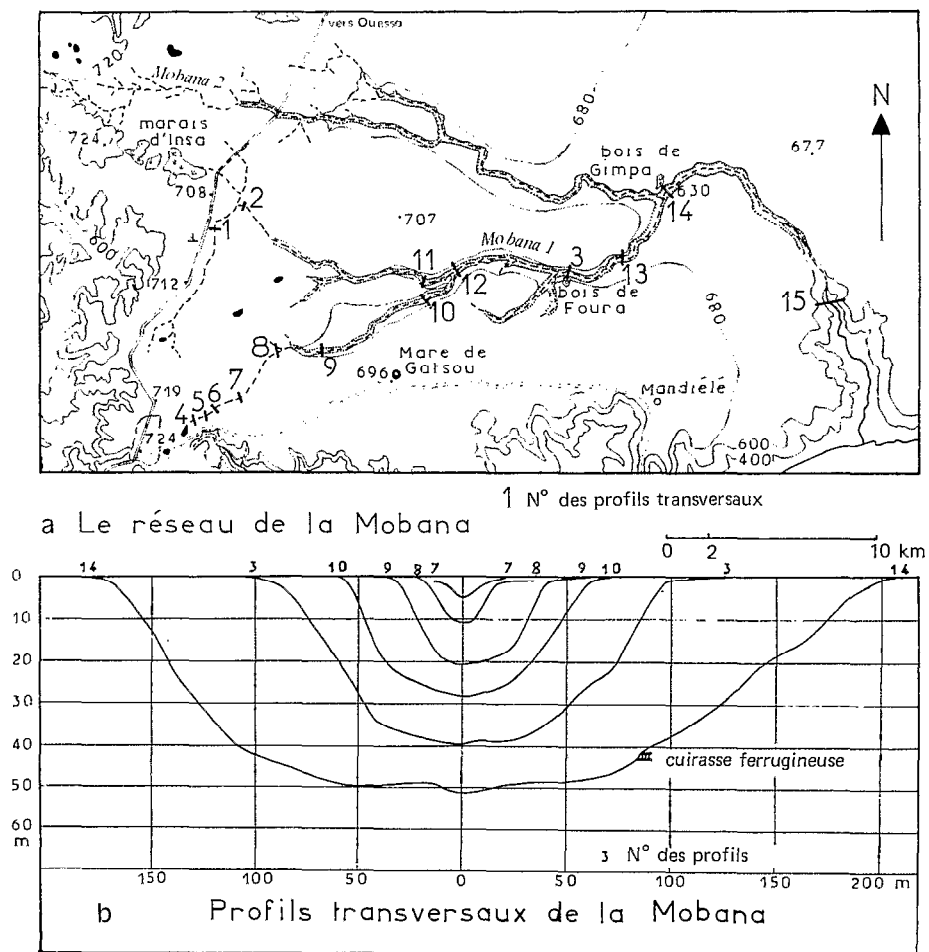 vers Ouessa
720
Mobana 2
680
N
marais
d'Insa
724
bois de
Gimpa
677
708
2
630
14
1
707
600
Mobana 1
11
3
13
712
12
bois de
Foura
10
680
15
8
9
Mare de
Gatsou
7
696
719
6
5
4
Mandiélé
724
600
400
1 N° des profils transversaux
a Le réseau de la Mobana
0 2 10 km
14 3 10 9 8 7 7 8 9 10 3 14
0
10
20
30
40
cuirasse ferrugineuse
50
60
m
3 N° des profils
150 100 50 0 50 100 150 200 m
b Profils transversaux de la Mobana